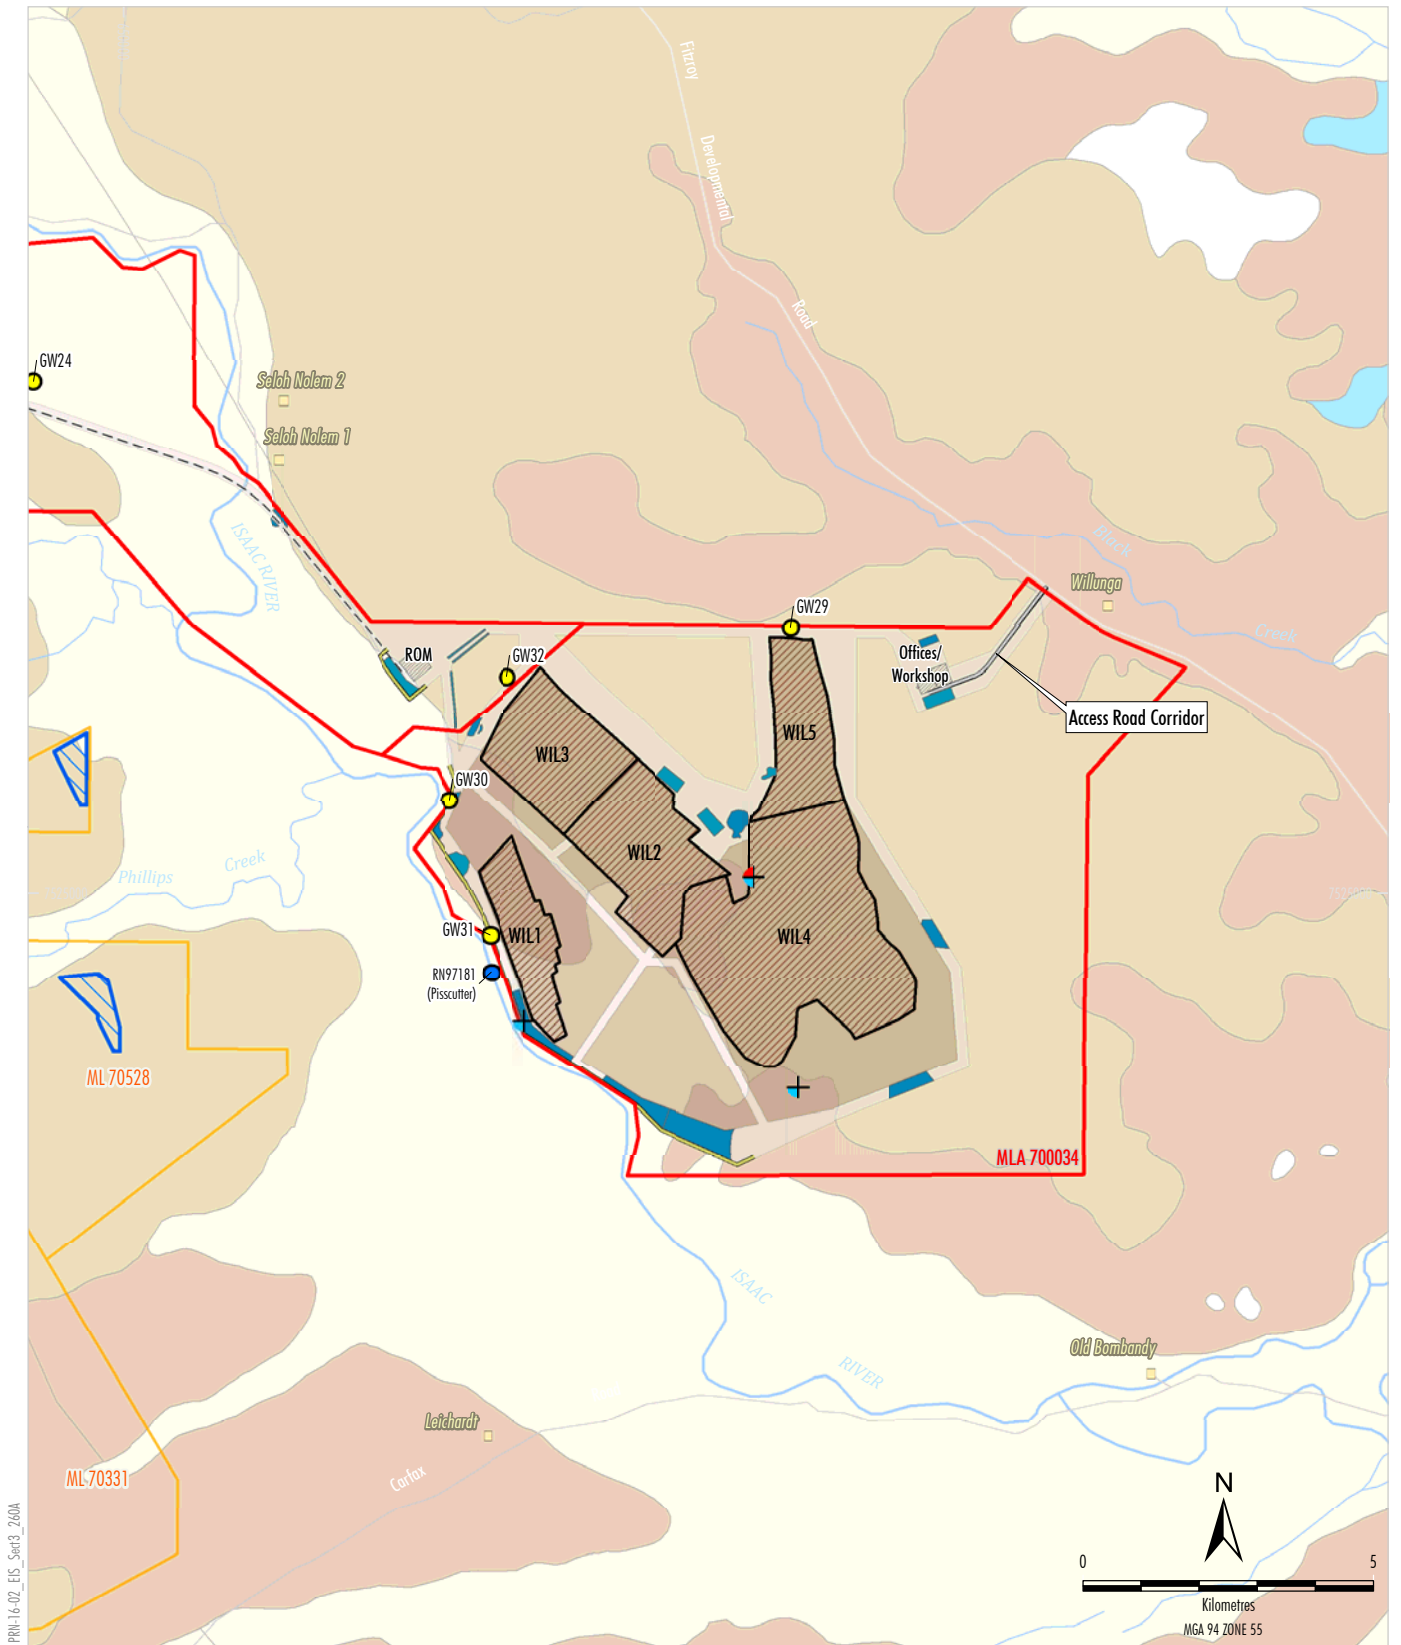 Fitzroy
Developmental
Road
GW24
Seloh Nolem 2
Seloh Nolem 1
ISAAC RIVER
Black
Creek
Willunga
GW29
ROM
GW32
Offices/
Workshop
Access Road Corridor
WIL5
WIL3
GW30
WIL2
Phillips
Creek
GW31
WIL1
WIL4
RN97181
(Pisscutter)
ML 70528
MLA 700034
ISAAC
RIVER
Old Bombandy
Leichardt
Carfax
ML 70331
N
0
5
Kilometres
MGA 94 ZONE 55
PRN-16-02_EIS_Sect3_260A